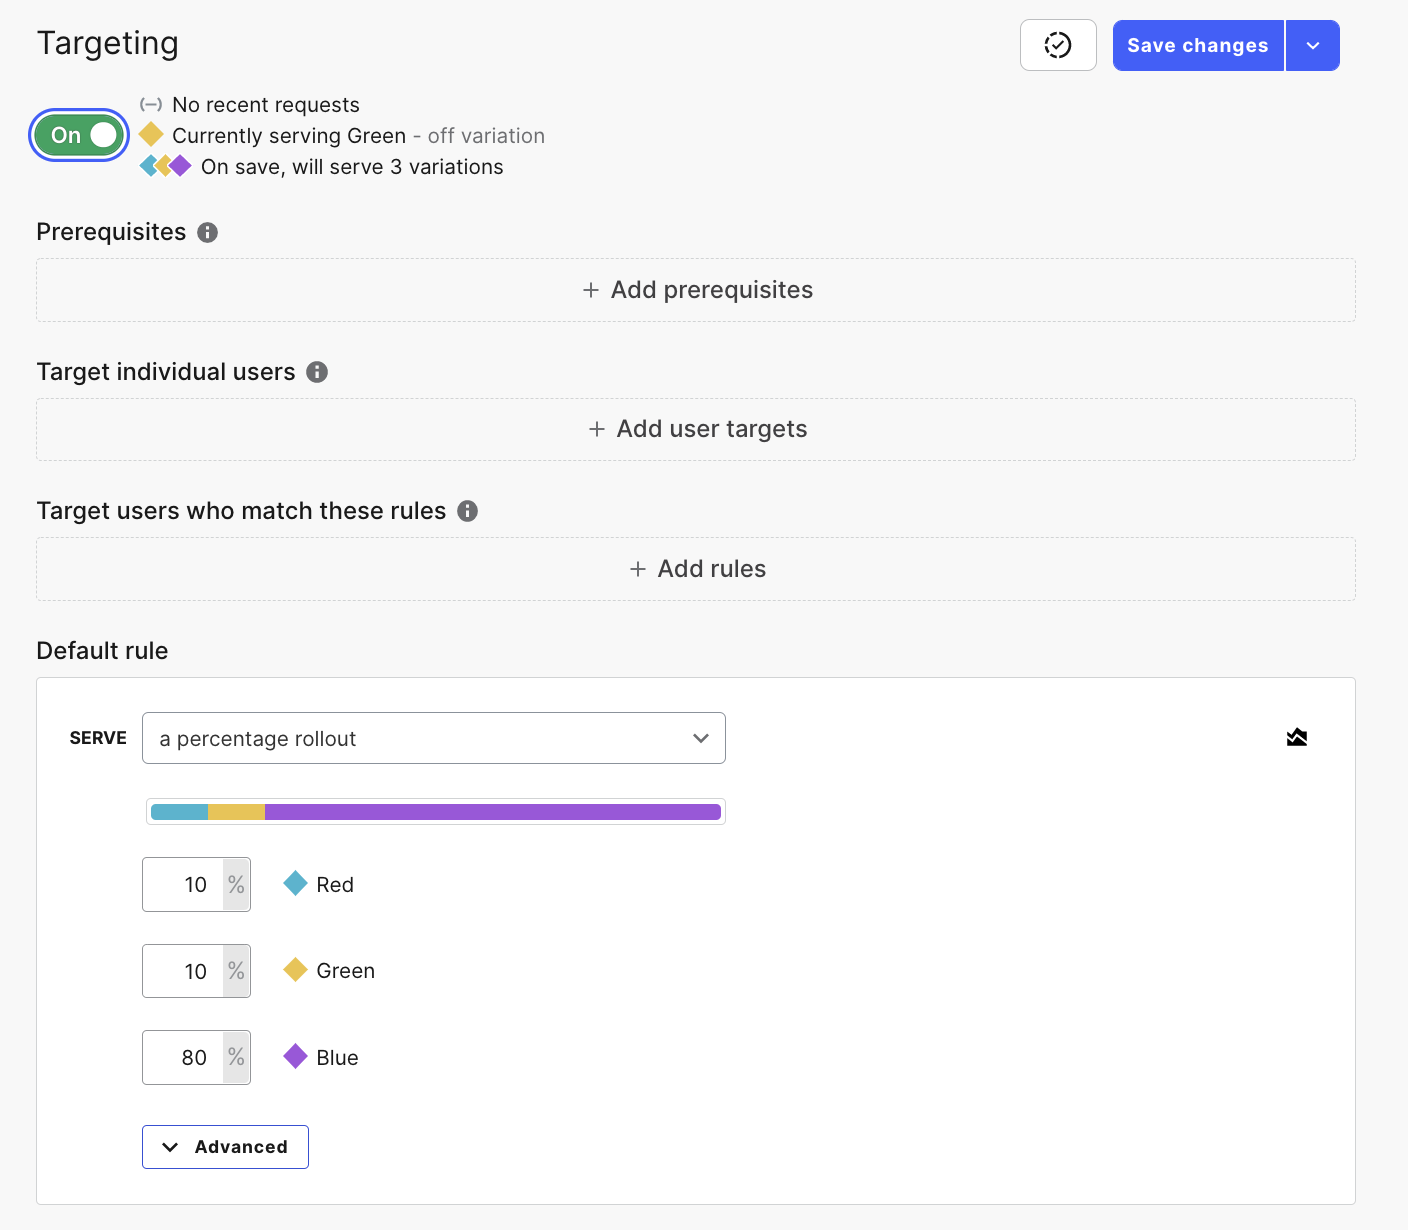 Targeting
Save changes
On
No recent requests
Currently serving Green - off variation
On save, will serve 3 variations
Prerequisites
+ Add prerequisites
Target individual users
+ Add user targets
Target users who match these rules
+ Add rules
Default rule
SERVE a percentage rollout
10 % Red
10 % Green
80 % Blue
Advanced